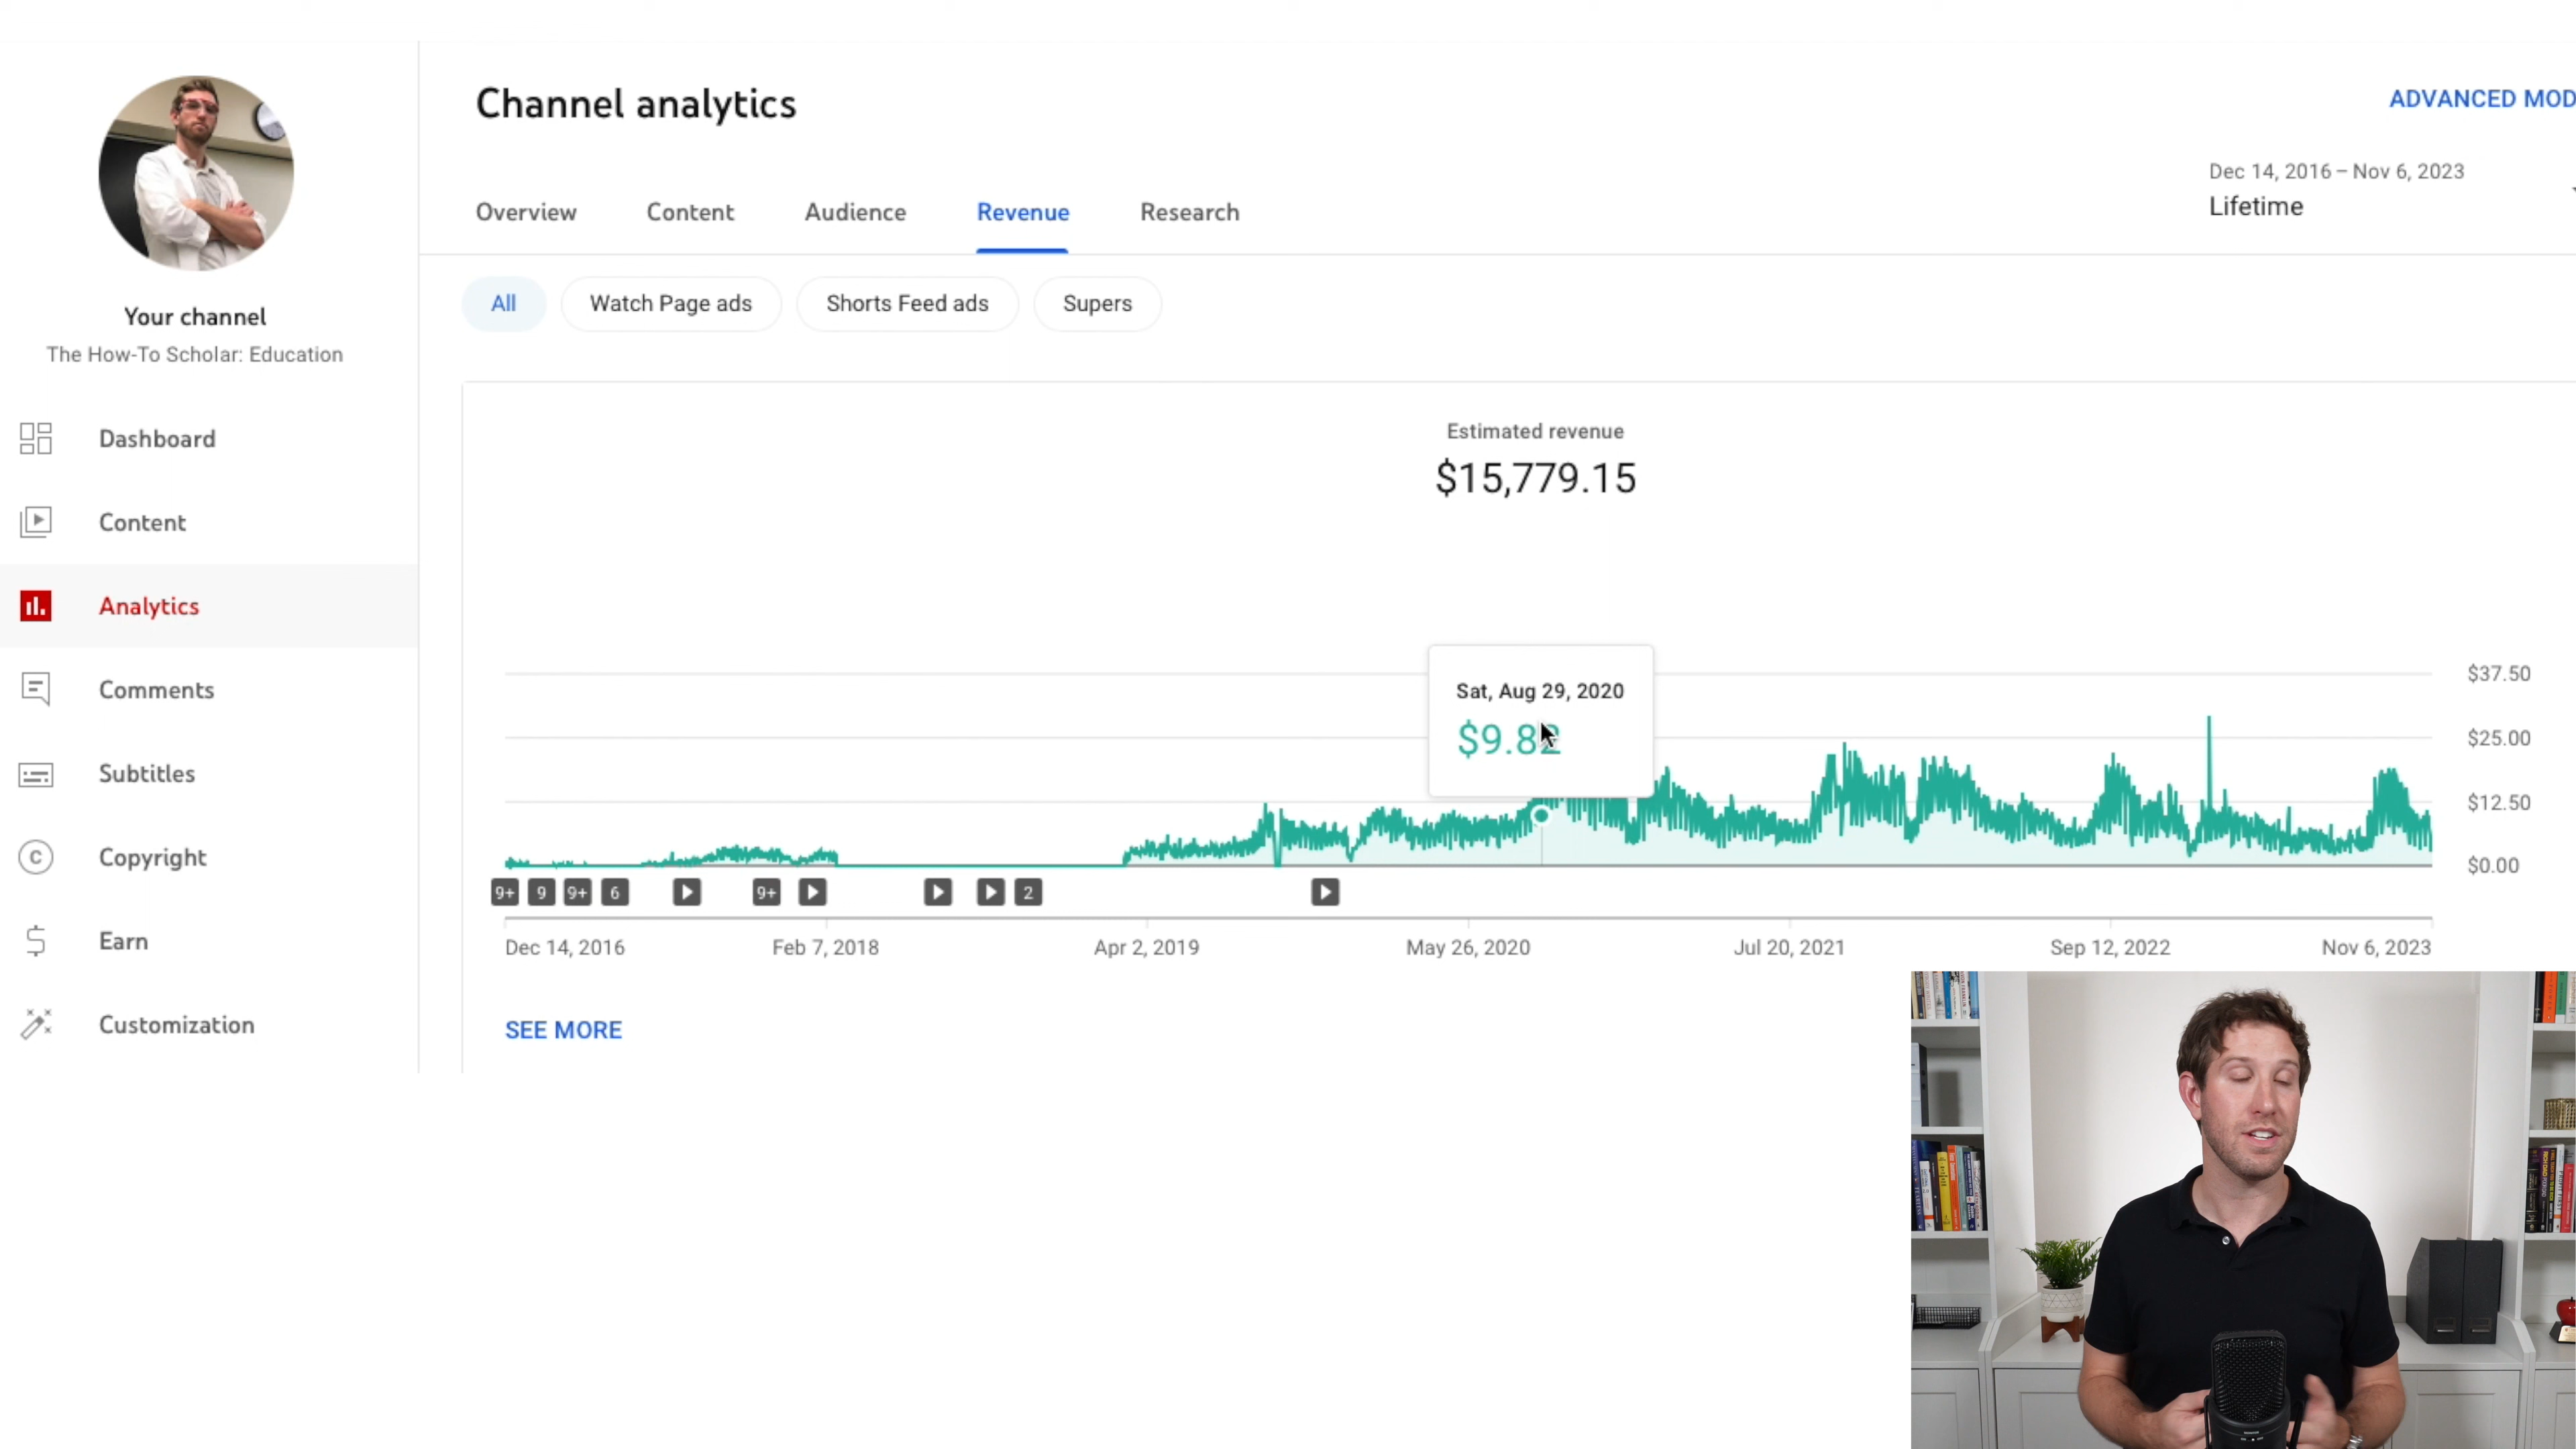 Channel analytics
ADVANCED MOD
Dec 14, 2016 – Nov 6, 2023
Lifetime
Overview Content Audience Revenue Research
All Watch Page ads Shorts Feed ads Supers
Your channel
The How-To Scholar: Education
Dashboard
Content
Analytics
Comments
Subtitles
Copyright
Earn
Customization
Estimated revenue
$15,779.15
Sat, Aug 29, 2020
$9.82
$37.50
$25.00
$12.50
$0.00
9+ 9 9+ 6 9+ 2
Dec 14, 2016 Feb 7, 2018 Apr 2, 2019 May 26, 2020 Jul 20, 2021 Sep 12, 2022 Nov 6, 2023
SEE MORE